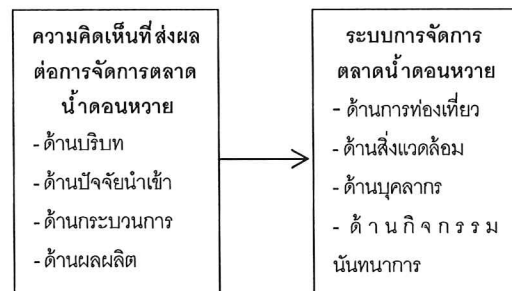 ความคิดเห็นที่ส่งผล
ต่อการจัดการตลาด
น้ำดอนหวาย
-ด้านบริบท
-ด้านปัจจัยนำเข้า
-ด้านกระบวนการ
-ด้านผลผลิต
ระบบการจัดการ
ตลาดน้ำดอนหวาย
- ด้านการท่องเที่ยว
-ด้านสิ่งแวดล้อม
-ด้านบุคลากร
- ด้านกิจกรรม
นันทนาการ